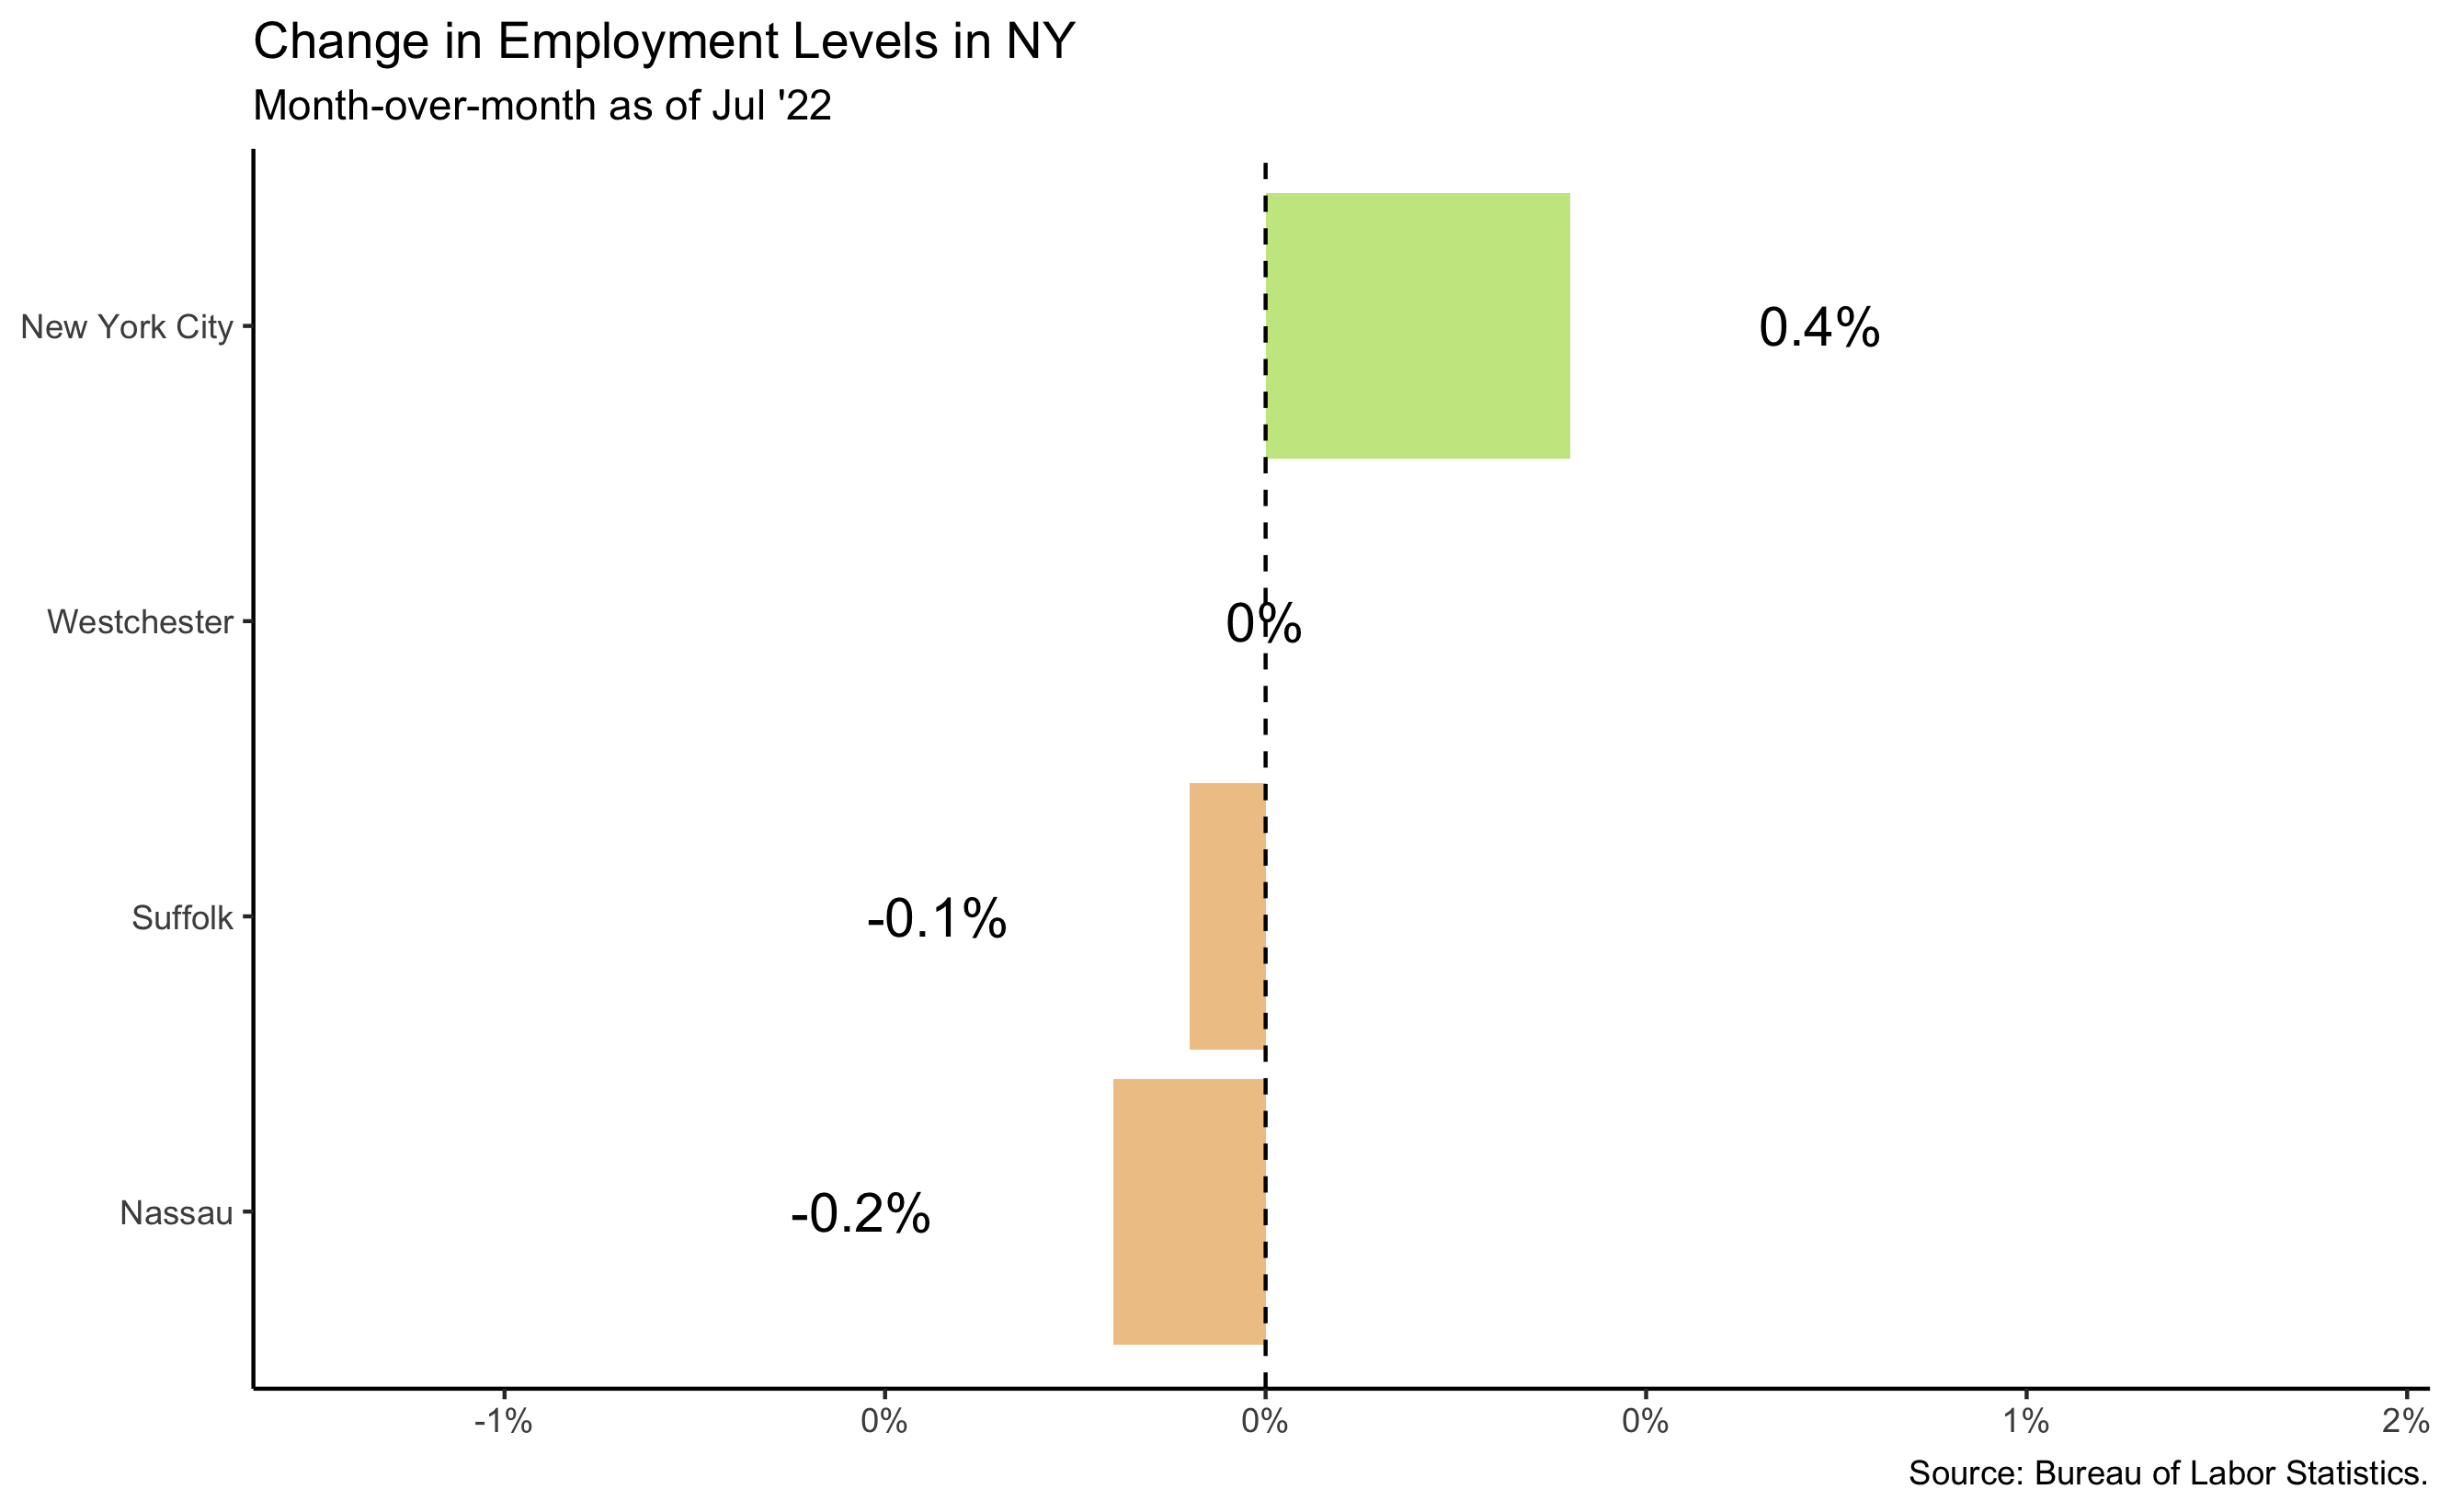 Change in Employment Levels in NY
Month-over-month as of Jul '22
New York City
0.4%
Westchester
0%
Suffolk
-0.1%
Nassau
-0.2%
-1% 0% 0% 0% 1% 2%
Source: Bureau of Labor Statistics.